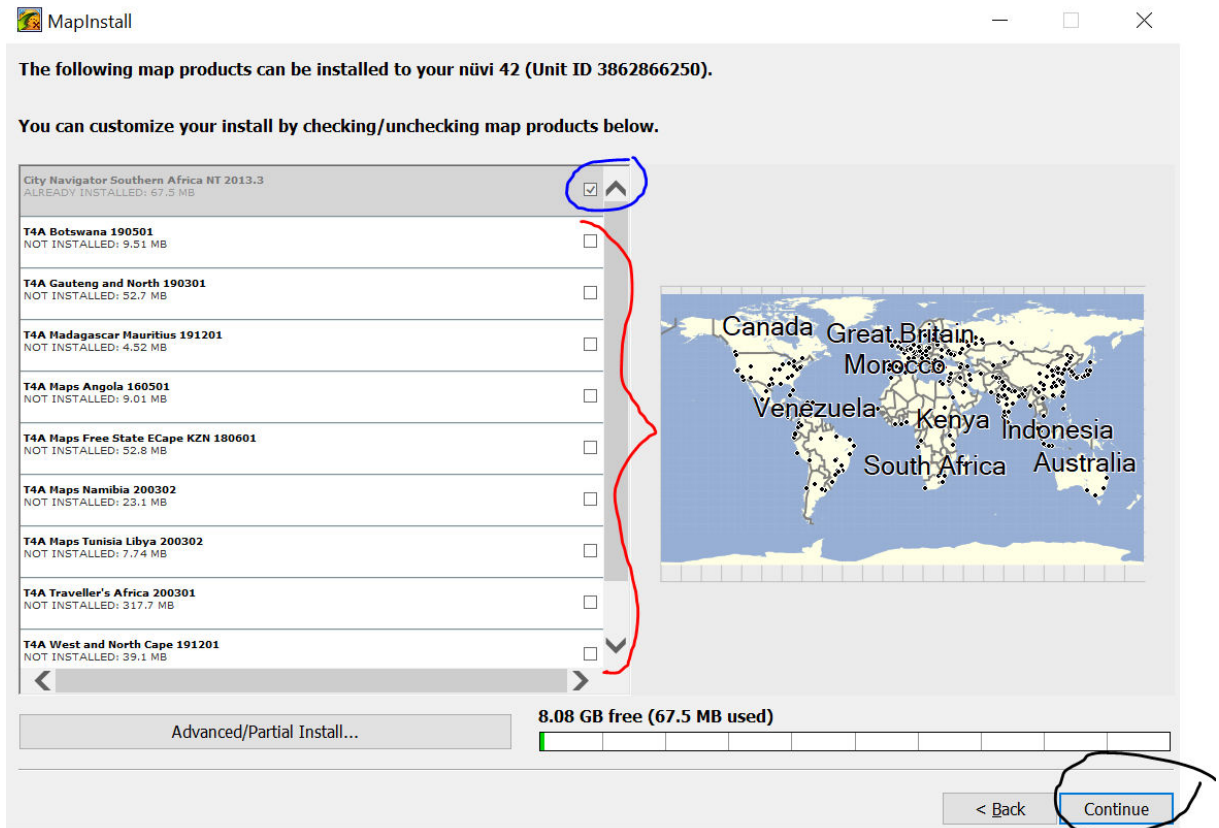 MapInstall
The following map products can be installed to your nüvi 42 (Unit ID 3862866250).
You can customize your install by checking/unchecking map products below.
City Navigator Southern Africa NT 2013.3
ALREADY INSTALLED: 67.5 MB
T4A Botswana 190501
NOT INSTALLED: 9.51 MB
T4A Gauteng and North 190301
NOT INSTALLED: 52.7 MB
T4A Madagascar Mauritius 191201
NOT INSTALLED: 4.52 MB
T4A Maps Angola 160501
NOT INSTALLED: 9.01 MB
T4A Maps Free State ECape KZN 180601
NOT INSTALLED: 52.8 MB
T4A Maps Namibia 200302
NOT INSTALLED: 23.1 MB
T4A Maps Tunisia Libya 200302
NOT INSTALLED: 7.74 MB
T4A Traveller's Africa 200301
NOT INSTALLED: 317.7 MB
T4A West and North Cape 191201
NOT INSTALLED: 39.1 MB
Canada
Great Britain
Morocco
Venezuela
Kenya
Indonesia
South Africa
Australia
Advanced/Partial Install...
8.08 GB free (67.5 MB used)
< Back
Continue